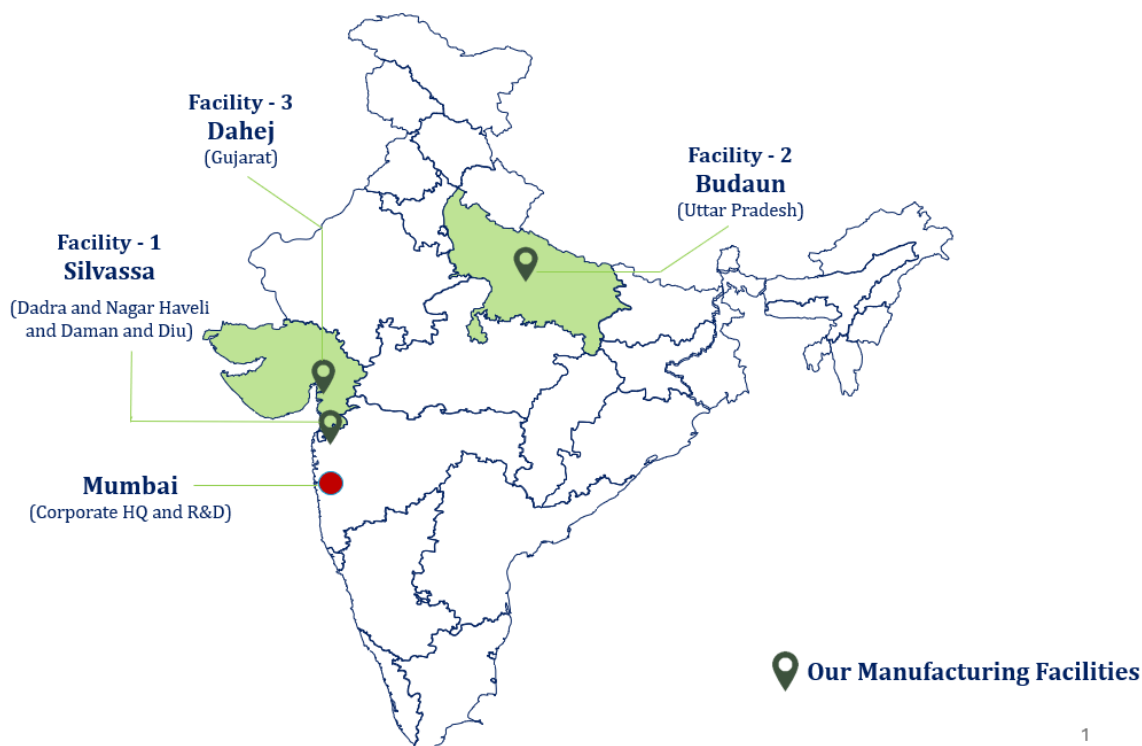 Facility - 3
Dahej
(Gujarat)
Facility - 2
Budaun
(Uttar Pradesh)
Facility - 1
Silvassa
(Dadra and Nagar Haveli
and Daman and Diu)
Mumbai
(Corporate HQ and R&D)
Our Manufacturing Facilities
1